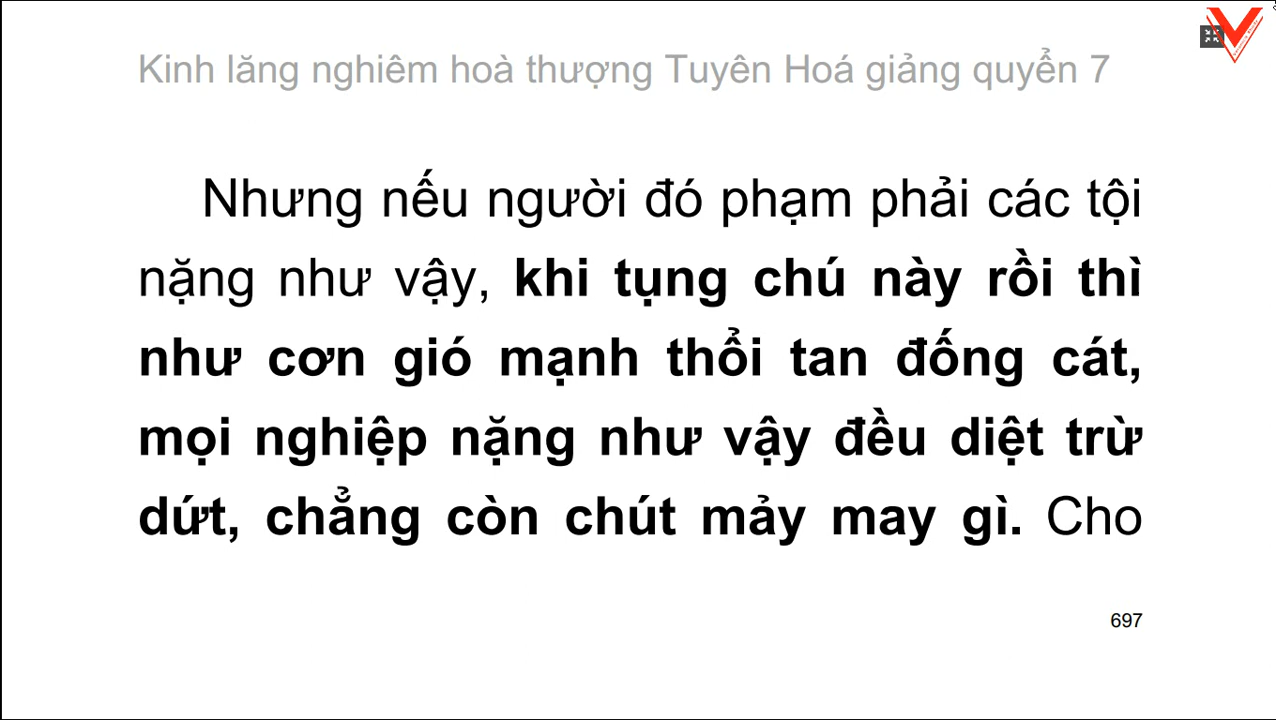 Kinh lăng nghiêm hoà thượng Tuyên Hoá giảng quyển 7
Nhưng nếu người đó phạm phải các tội
nặng như vậy, khi tụng chú này rồi thì
như cơn gió mạnh thổi tan đống cát,
mọi nghiệp nặng như vậy đều diệt trừ
dứt, chẳng còn chút mảy may gì. Cho
697